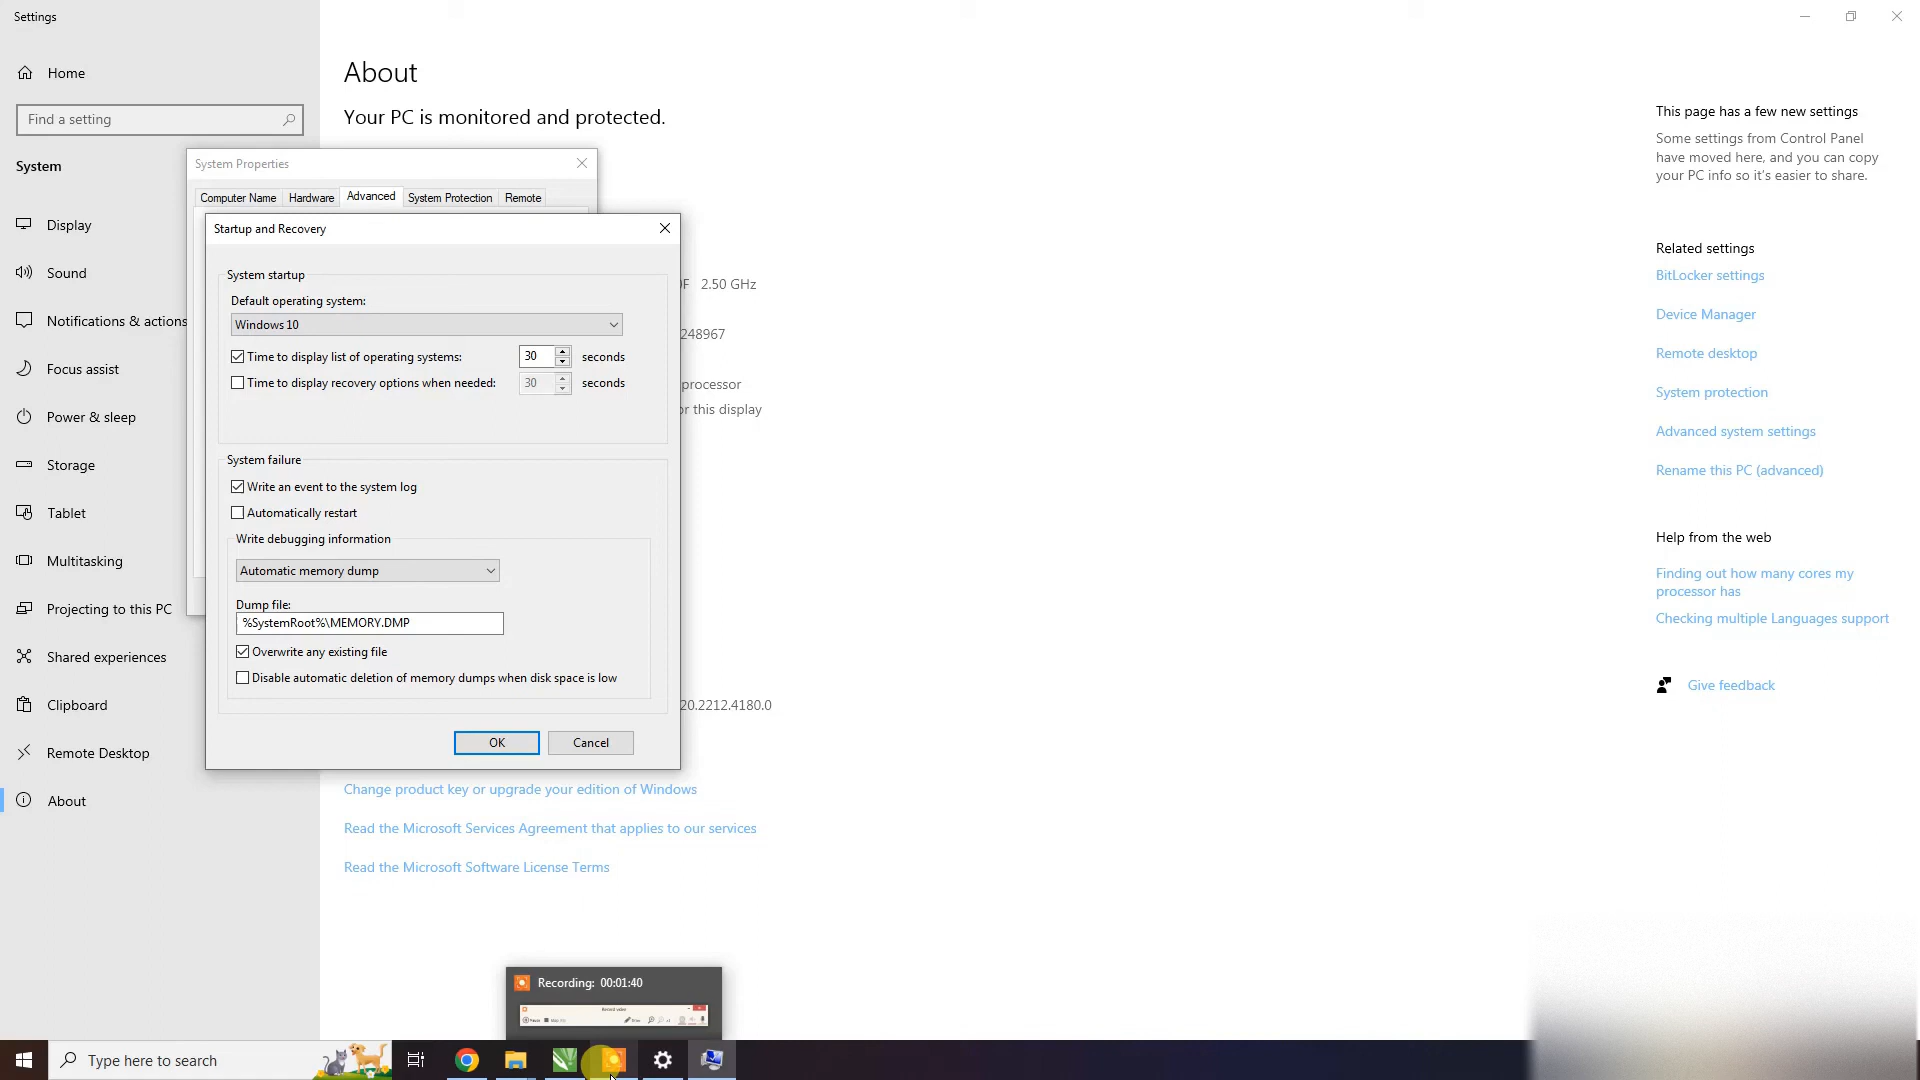 Settings
Home
Find a setting
System
Display
Sound
Notifications & actions
Focus assist
Power & sleep
Storage
Tablet
Multitasking
Projecting to this PC
Shared experiences
Clipboard
Remote Desktop
About
About
Your PC is monitored and protected.
System Properties
Computer Name Hardware Advanced System Protection Remote
Startup and Recovery
System startup
Default operating system:
Windows 10
Time to display list of operating systems: 30 seconds
Time to display recovery options when needed: 30 seconds
System failure
Write an event to the system log
Automatically restart
Write debugging information
Automatic memory dump
Dump file:
%SystemRoot%\MEMORY.DMP
Overwrite any existing file
Disable automatic deletion of memory dumps when disk space is low
OK Cancel
2.50 GHz
248967
processor
or this display
20.2212.4180.0
Change product key or upgrade your edition of Windows
Read the Microsoft Services Agreement that applies to our services
Read the Microsoft Software License Terms
This page has a few new settings
Some settings from Control Panel
have moved here, and you can copy
your PC info so it's easier to share.
Related settings
BitLocker settings
Device Manager
Remote desktop
System protection
Advanced system settings
Rename this PC (advanced)
Help from the web
Finding out how many cores my
processor has
Checking multiple Languages support
Give feedback
Recording: 00:01:40
Record video
Type here to search